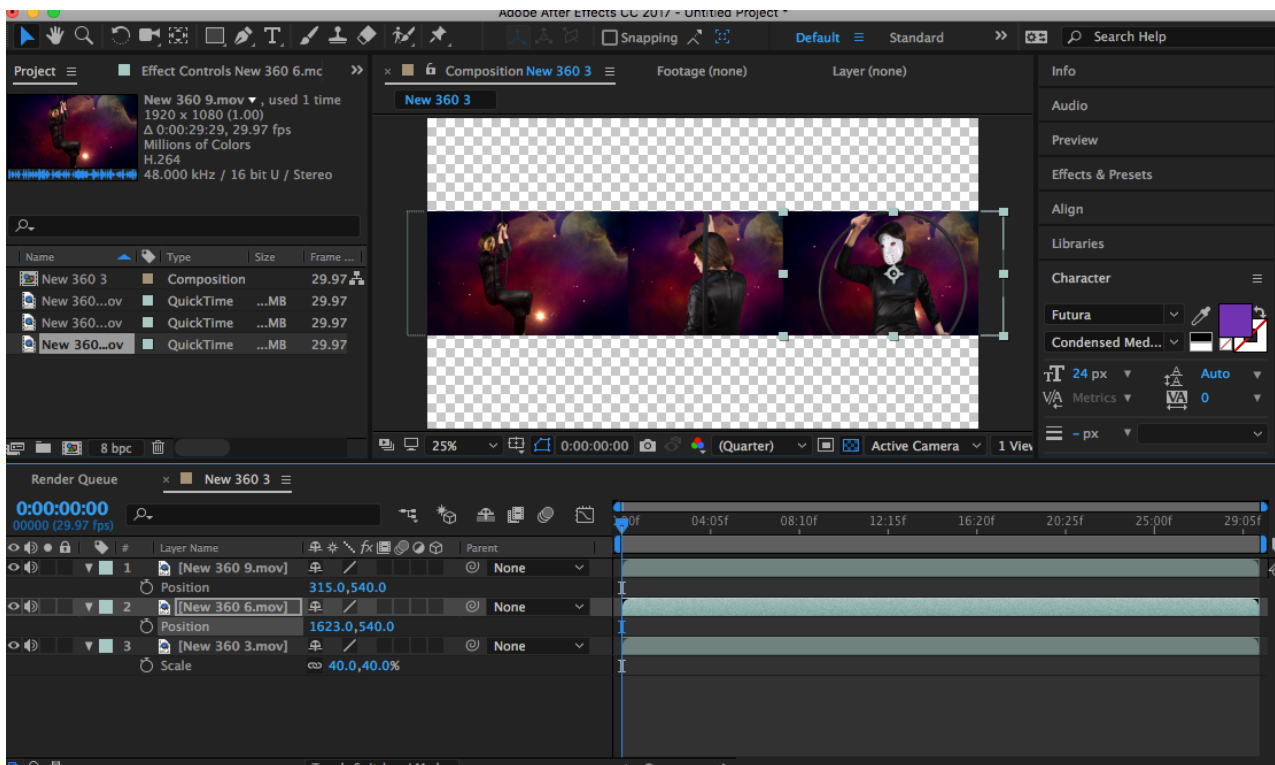 Adobe After Effects CC 2017 - Untitled Project *
Snapping Default Standard >> Search Help
Project Effect Controls New 360 6.mc >>
Composition New 360 3 Footage (none) Layer (none)
New 360 3
New 360 9.mov , used 1 time
1920 x 1080 (1.00)
Δ 0:00:29:29, 29.97 fps
Millions of Colors
H.264
48.000 kHz / 16 bit U / Stereo
Name # Type Size Frame ...
New 360 3 Composition 29.97
New 360...ov QuickTime ...MB 29.97
New 360...ov QuickTime ...MB 29.97
New 360...ov QuickTime ...MB 29.97
8 bpc
25% 0:00:00:00 (Quarter) Active Camera 1 View
Info
Audio
Preview
Effects & Presets
Align
Libraries
Character
Futura
Condensed Med...
24 px Auto
Metrics 0
- px
Render Queue New 360 3
0:00:00:00
00000 (29.97 fps)
04:05f 08:10f 12:15f 16:20f 20:25f 25:00f 29:05f
# Layer Name Parent
1 [New 360 9.mov] None
Position 315.0,540.0
2 [New 360 6.mov] None
Position 1623.0,540.0
3 [New 360 3.mov] None
Scale 40.0,40.0%